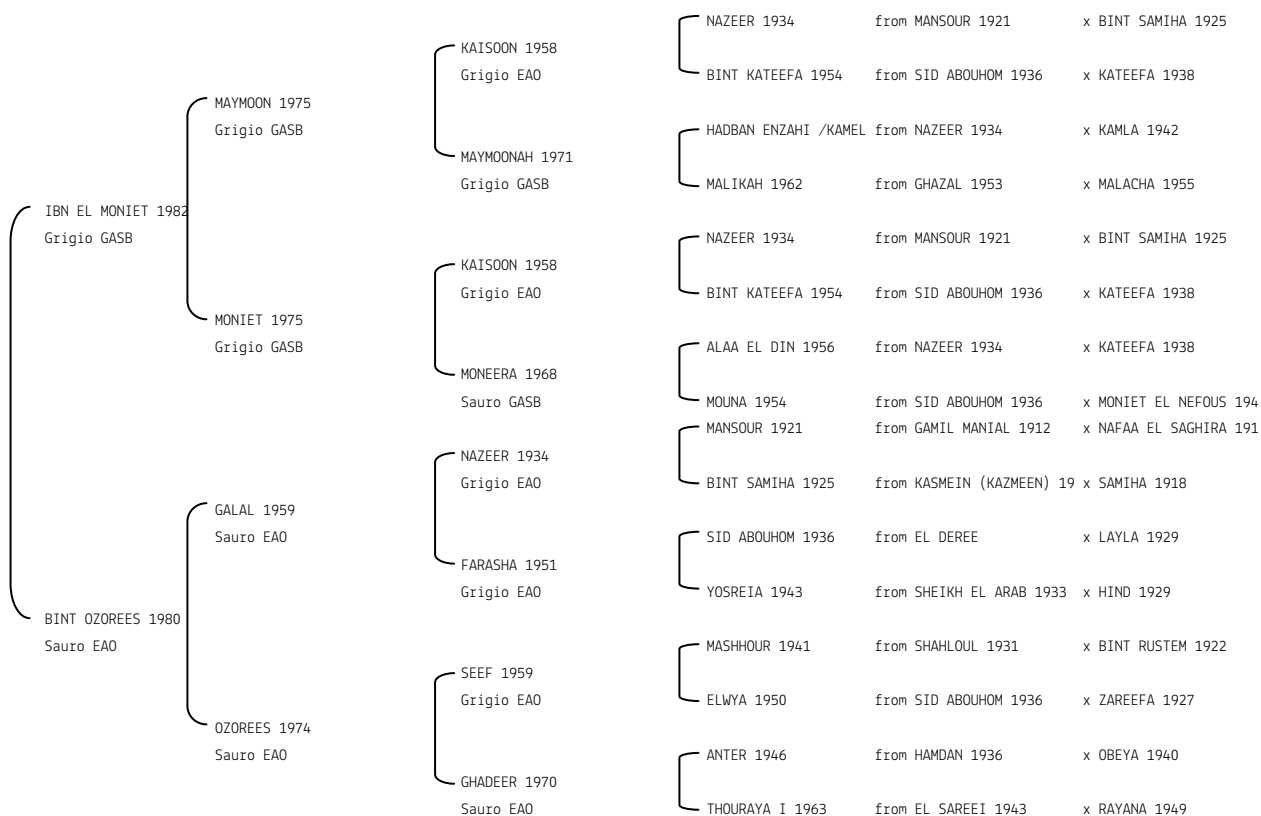 NAZEER 1934 from MANSOUR 1921 x BINT SAMIHA 1925
KAISOON 1958
Grigio EAO
BINT KATEEFA 1954 from SID ABOUHOM 1936 x KATEEFA 1938
MAYMOON 1975
Grigio GASB
HADBAN ENZAHI /KAMEL from NAZEER 1934 x KAMLA 1942
MAYMOONAH 1971
Grigio GASB
MALIKAH 1962 from GHAZAL 1953 x MALACHA 1955
IBN EL MONIET 1982
Grigio GASB
NAZEER 1934 from MANSOUR 1921 x BINT SAMIHA 1925
KAISOON 1958
Grigio EAO
BINT KATEEFA 1954 from SID ABOUHOM 1936 x KATEEFA 1938
MONIET 1975
Grigio GASB
ALAA EL DIN 1956 from NAZEER 1934 x KATEEFA 1938
MONEERA 1968
Sauro GASB
MOUNA 1954 from SID ABOUHOM 1936 x MONIET EL NEFOUS 194
MANSOUR 1921 from GAMIL MANIAL 1912 x NAFAA EL SAGHIRA 191
NAZEER 1934
Grigio EAO
BINT SAMIHA 1925 from KASMEIN (KAZMEEN) 19 x SAMIHA 1918
GALAL 1959
Sauro EAO
SID ABOUHOM 1936 from EL DEREE x LAYLA 1929
FARASHA 1951
Grigio EAO
YOSREIA 1943 from SHEIKH EL ARAB 1933 x HIND 1929
BINT OZOREES 1980
Sauro EAO
MASHHOUR 1941 from SHAHLOUL 1931 x BINT RUSTEM 1922
SEEF 1959
Grigio EAO
ELWYA 1950 from SID ABOUHOM 1936 x ZAREEFA 1927
OZOREES 1974
Sauro EAO
ANTER 1946 from HAMDAN 1936 x OBEYA 1940
GHADEER 1970
Sauro EAO
THOURAYA I 1963 from EL SAREEI 1943 x RAYANA 1949